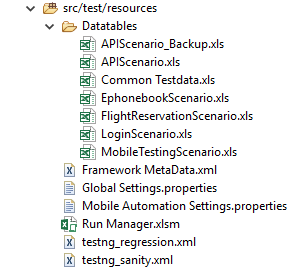 src/test/resources
Datatables
APIScenario_Backup.xls
APIScenario.xls
Common Testdata.xls
EphonebookScenario.xls
FlightReservationScenario.xls
LoginScenario.xls
MobileTestingScenario.xls
Framework MetaData.xml
Global Settings.properties
Mobile Automation Settings.properties
Run Manager.xlsm
testng_regression.xml
testng_sanity.xml